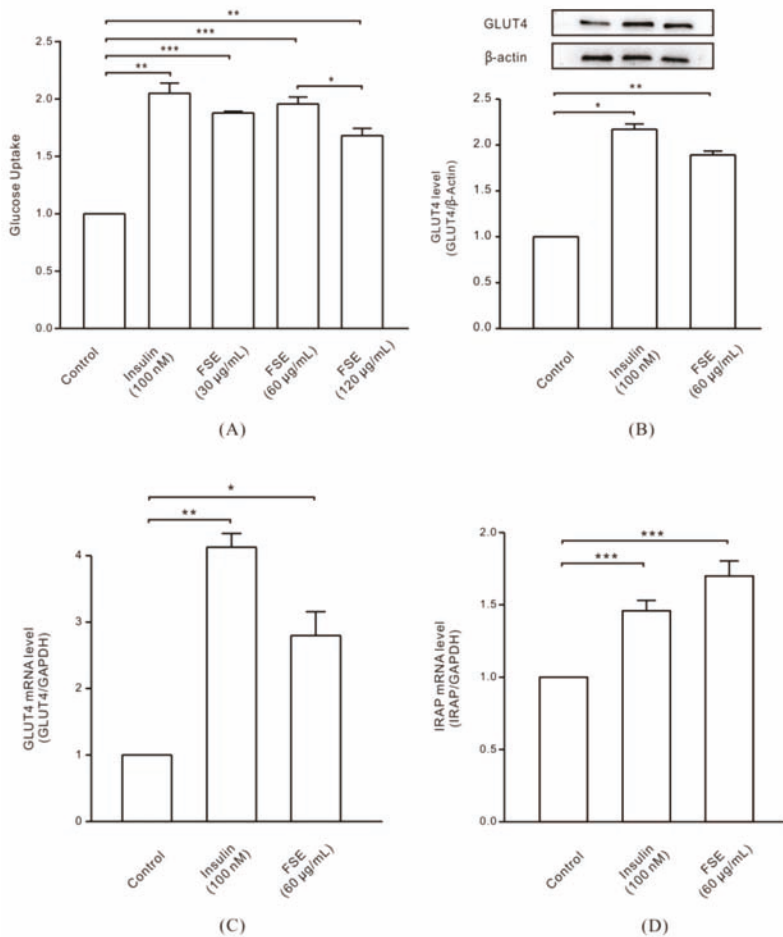 **
***
***
**
*
Glucose Uptake
2.5
2.0
1.5
1.0
0.5
0.0
Control
Insulin
(100 nM)
FSE
(30 µg/mL)
FSE
(60 µg/mL)
FSE
(120 µg/mL)
(A)
GLUT4
β-actin
**
*
GLUT4 level
(GLUT4/β-Actin)
2.5
2.0
1.5
1.0
0.5
0.0
Control
Insulin
(100 nM)
FSE
(60 µg/mL)
(B)
*
**
GLUT4 mRNA level
(GLUT4/GAPDH)
4
3
2
1
0
Control
Insulin
(100 nM)
FSE
(60 µg/mL)
(C)
***
***
IRAP mRNA level
(IRAP/GAPDH)
2.0
1.5
1.0
0.5
0.0
Control
Insulin
(100 nM)
FSE
(60 µg/mL)
(D)